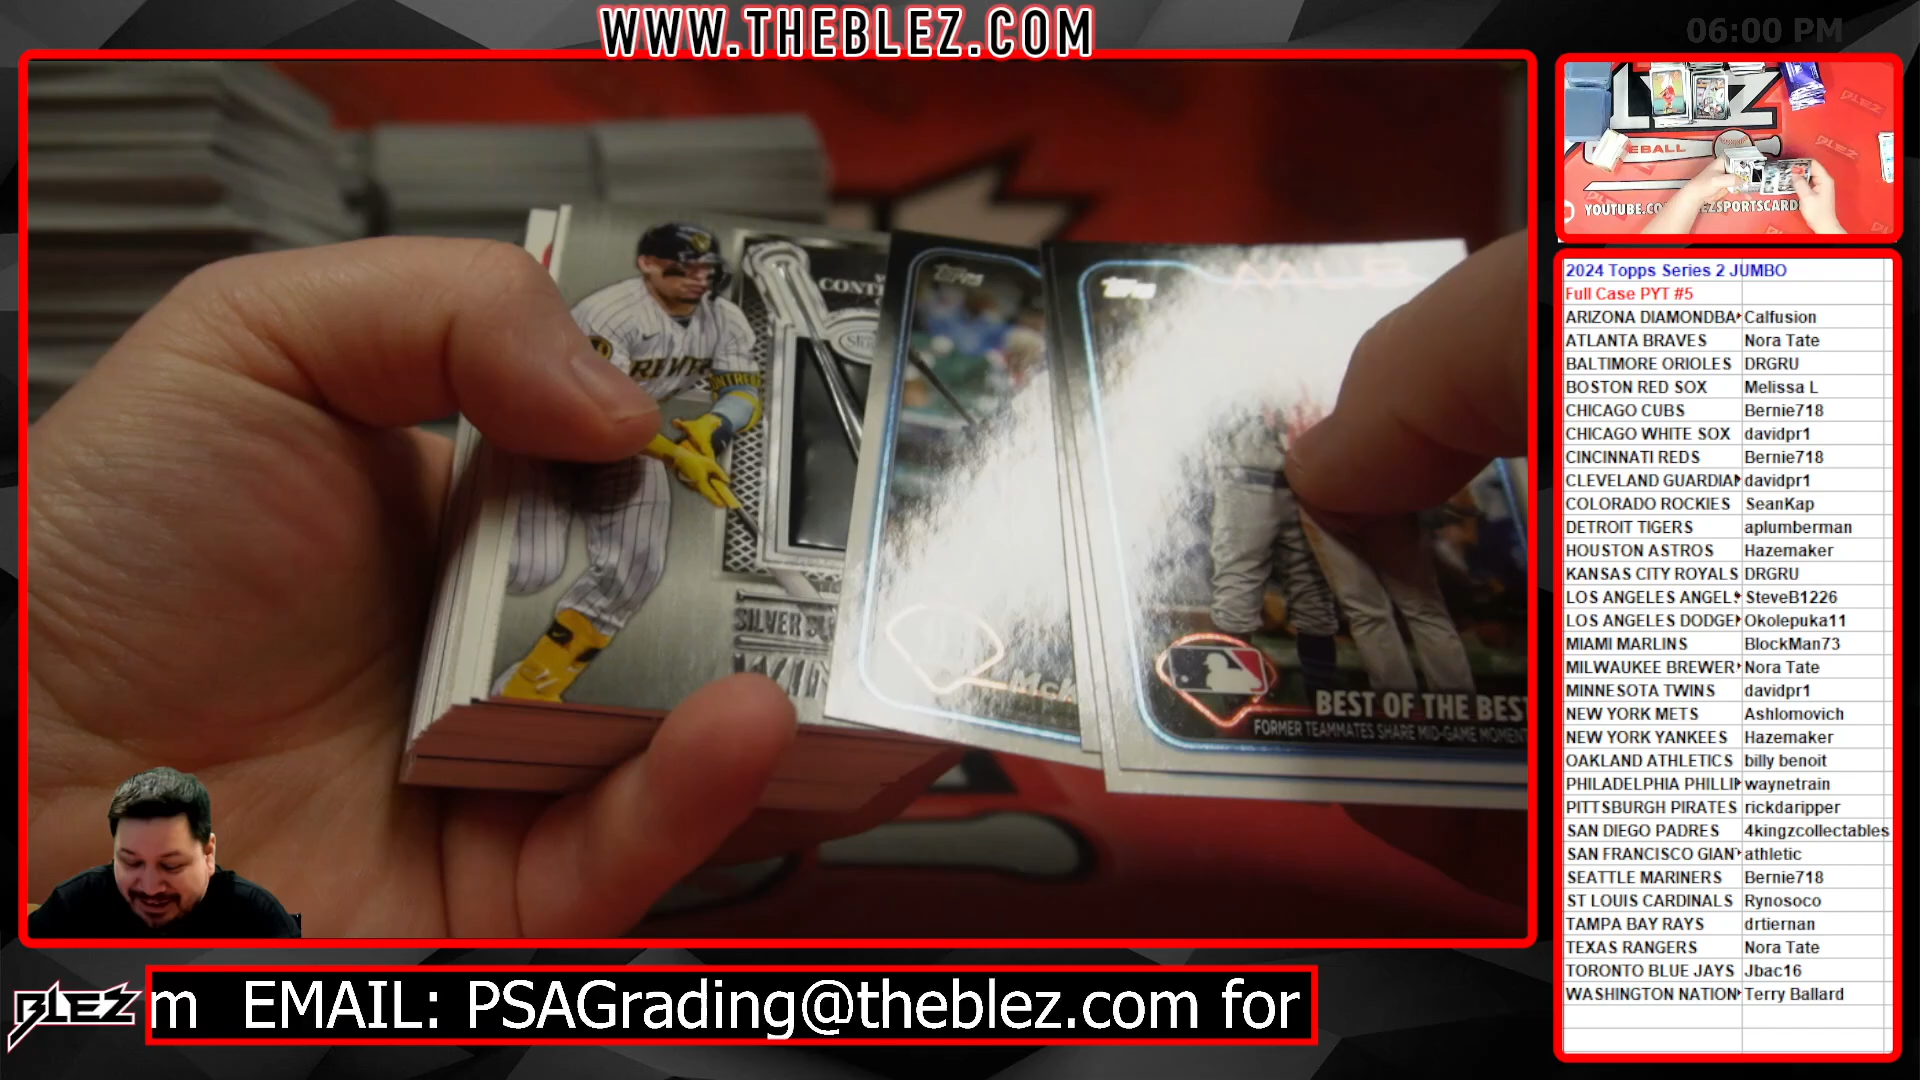 WWW.THEBLEZ.COM
06:00 PM
BASEBALL
BLEZ
2024 Topps Series 2 JUMBO
Full Case PYT #5
ARIZONA DIAMONDBA Calfusion
ATLANTA BRAVES Nora Tate
BALTIMORE ORIOLES DRGRU
BOSTON RED SOX Melissa L
CHICAGO CUBS Bernie718
CHICAGO WHITE SOX davidpr1
CINCINNATI REDS Bernie718
CLEVELAND GUARDIAN davidpr1
COLORADO ROCKIES SeanKap
DETROIT TIGERS aplumberman
HOUSTON ASTROS Hazemaker
KANSAS CITY ROYALS DRGRU
LOS ANGELES ANGELS SteveB1226
LOS ANGELES DODGE Okolepuka11
MIAMI MARLINS BlockMan73
MILWAUKEE BREWER Nora Tate
MINNESOTA TWINS davidpr1
NEW YORK METS Ashlomovich
NEW YORK YANKEES Hazemaker
OAKLAND ATHLETICS billy benoit
PHILADELPHIA PHILLI waynetrain
PITTSBURGH PIRATES rickdaripper
SAN DIEGO PADRES 4kingzcollectables
SAN FRANCISCO GIAN athletic
SEATTLE MARINERS Bernie718
ST LOUIS CARDINALS Rynosoco
TAMPA BAY RAYS drtiernan
TEXAS RANGERS Nora Tate
TORONTO BLUE JAYS Jbac16
WASHINGTON NATION Terry Ballard
topps
topps
MLB
SILVER
BEST OF THE BEST
FORMER TEAMMATES SHARE MID-GAME MOMENT
BLEZ
m EMAIL: PSAGrading@theblez.com for